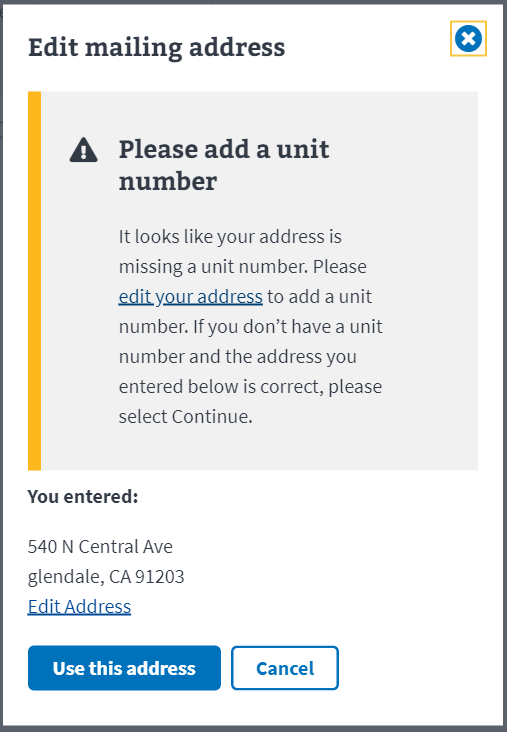 Edit mailing address
Please add a unit
number
It looks like your address is
missing a unit number. Please
edit your address to add a unit
number. If you don’t have a unit
number and the address you
entered below is correct, please
select Continue.
You entered:
540 N Central Ave
glendale, CA 91203
Edit Address
Use this address
Cancel